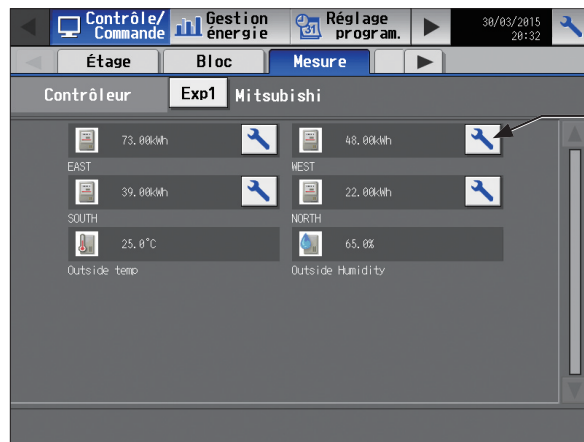 Contrôle/ Commande
Gestion énergie
Réglage program.
30/03/2015
20:32
Étage Bloc Mesure
Contrôleur Exp1 Mitsubishi
73.00kWh 48.00kWh
EAST WEST
39.00kWh 22.00kWh
SOUTH NORTH
25.0°C 65.0%
Outside temp Outside Humidity